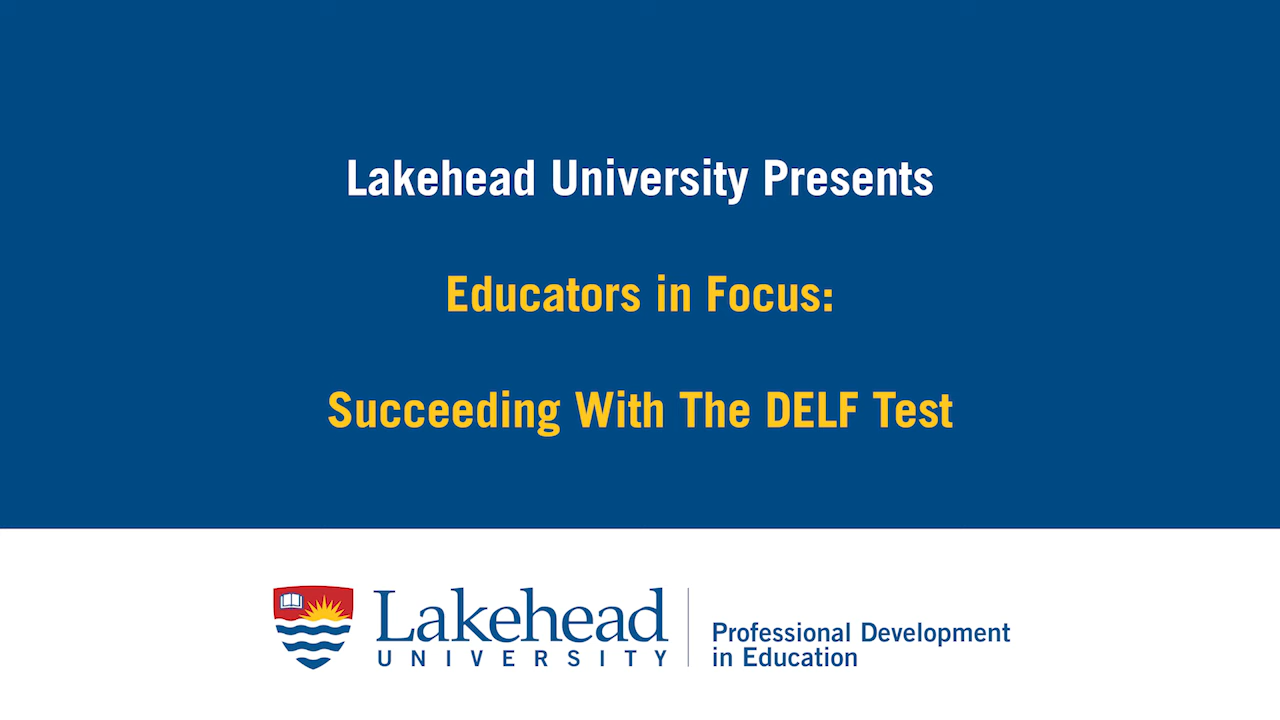 Lakehead University Presents
Educators in Focus:
Succeeding With The DELF Test
Lakehead
UNIVERSITY
Professional Development
in Education